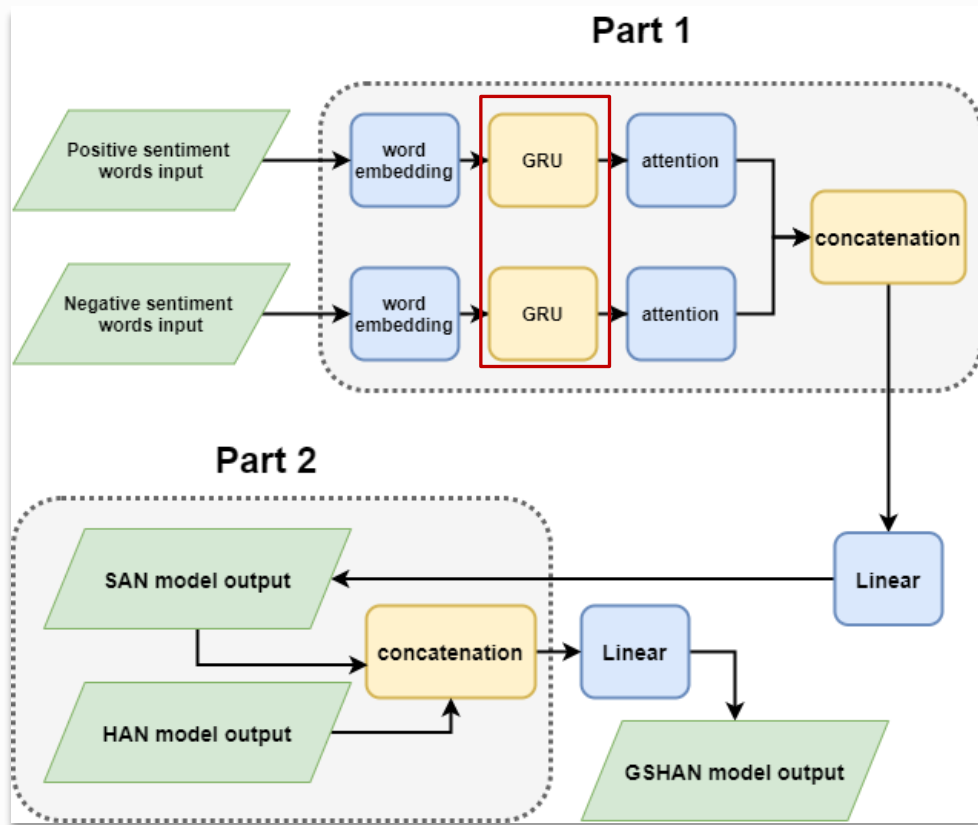 Part 1
Positive sentiment
words input
word
embedding
GRU
attention
concatenation
Negative sentiment
words input
word
embedding
GRU
attention
Part 2
SAN model output
Linear
concatenation
Linear
HAN model output
GSHAN model output